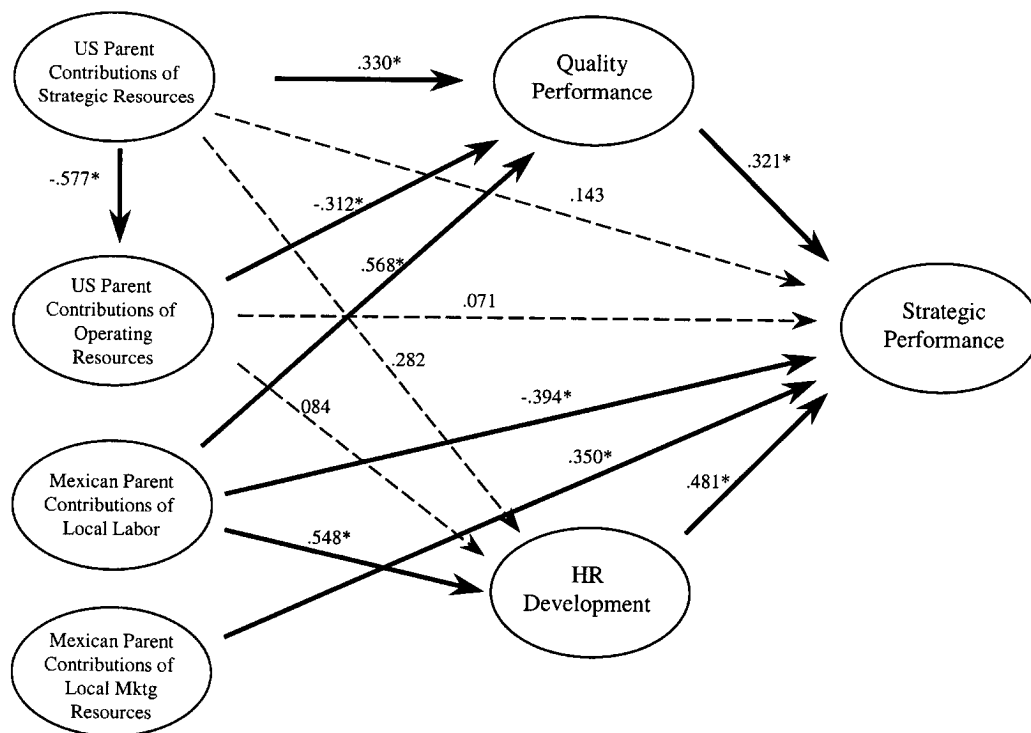 US Parent
Contributions of
Strategic Resources
.330*
Quality
Performance
-.577*
-.312*
.143
.321*
US Parent
Contributions of
Operating
Resources
.568*
.071
Strategic
Performance
.282
.084
-.394*
.350*
Mexican Parent
Contributions of
Local Labor
.548*
.481*
HR
Development
Mexican Parent
Contributions of
Local Mktg
Resources